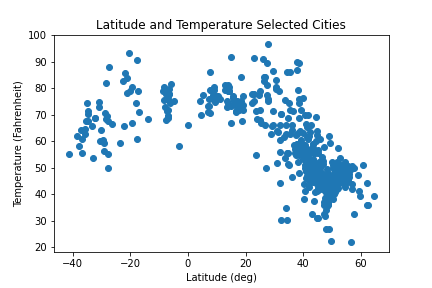 Latitude and Temperature Selected Cities
100
90
80
70
60
50
40
30
20
Temperature (Fahrenheit)
−40 −20 0 20 40 60
Latitude (deg)